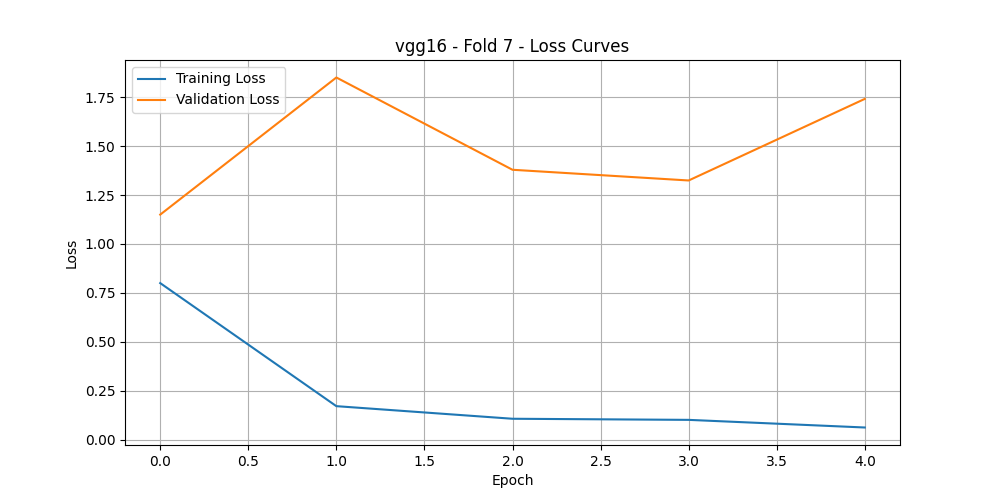 vgg16 - Fold 7 - Loss Curves
Training Loss
Validation Loss
1.75
1.50
1.25
1.00
0.75
0.50
0.25
0.00
Loss
0.0 0.5 1.0 1.5 2.0 2.5 3.0 3.5 4.0
Epoch